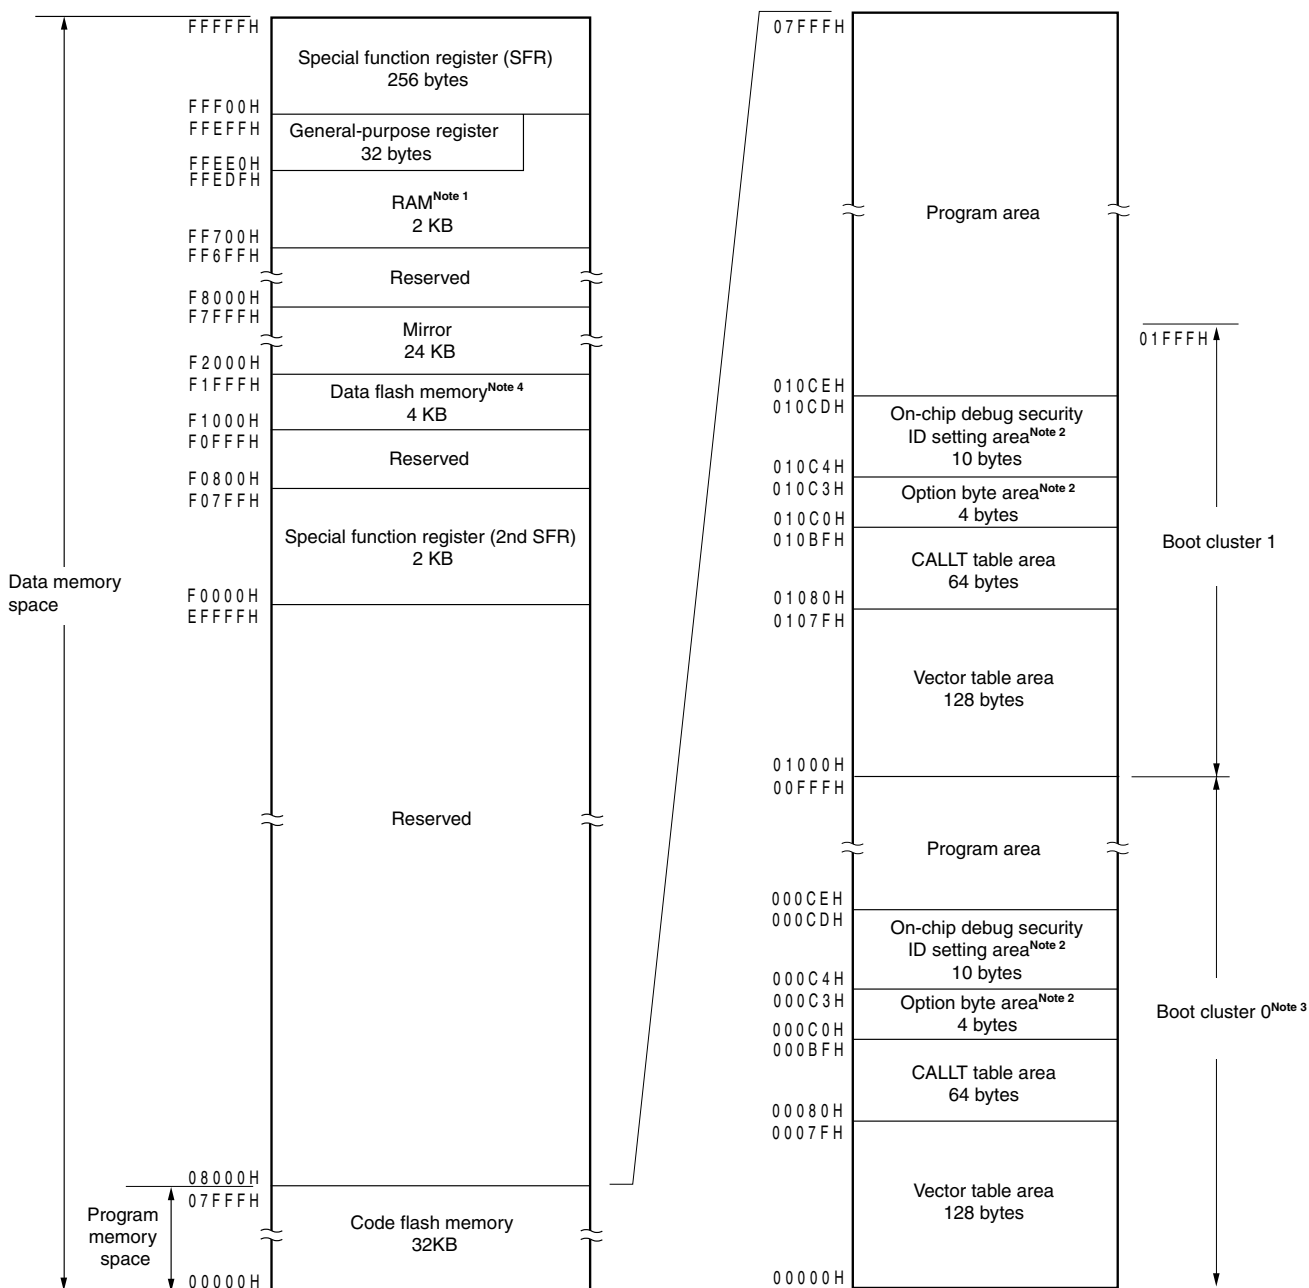 FFFFFH
Special function register (SFR)
256 bytes
FFF00H
FFEFFH
General-purpose register
32 bytes
FFEE0H
FFEDFH
RAMNote 1
2 KB
FF700H
FF6FFH
Reserved
F8000H
F7FFFH
Mirror
24 KB
F2000H
F1FFFH
Data flash memoryNote 4
4 KB
F1000H
F0FFFH
Reserved
F0800H
F07FFH
Special function register (2nd SFR)
2 KB
Data memory
space
F0000H
EFFFFH
Reserved
08000H
07FFFH
Program
memory
space
Code flash memory
32KB
00000H
07FFFH
Program area
01FFFH
010CEH
010CDH
On-chip debug security
ID setting areaNote 2
10 bytes
010C4H
010C3H
Option byte areaNote 2
4 bytes
010C0H
010BFH
Boot cluster 1
CALLT table area
64 bytes
01080H
0107FH
Vector table area
128 bytes
01000H
00FFFH
Program area
000CEH
000CDH
On-chip debug security
ID setting areaNote 2
10 bytes
000C4H
000C3H
Option byte areaNote 2
4 bytes
Boot cluster 0Note 3
000C0H
000BFH
CALLT table area
64 bytes
00080H
0007FH
Vector table area
128 bytes
00000H